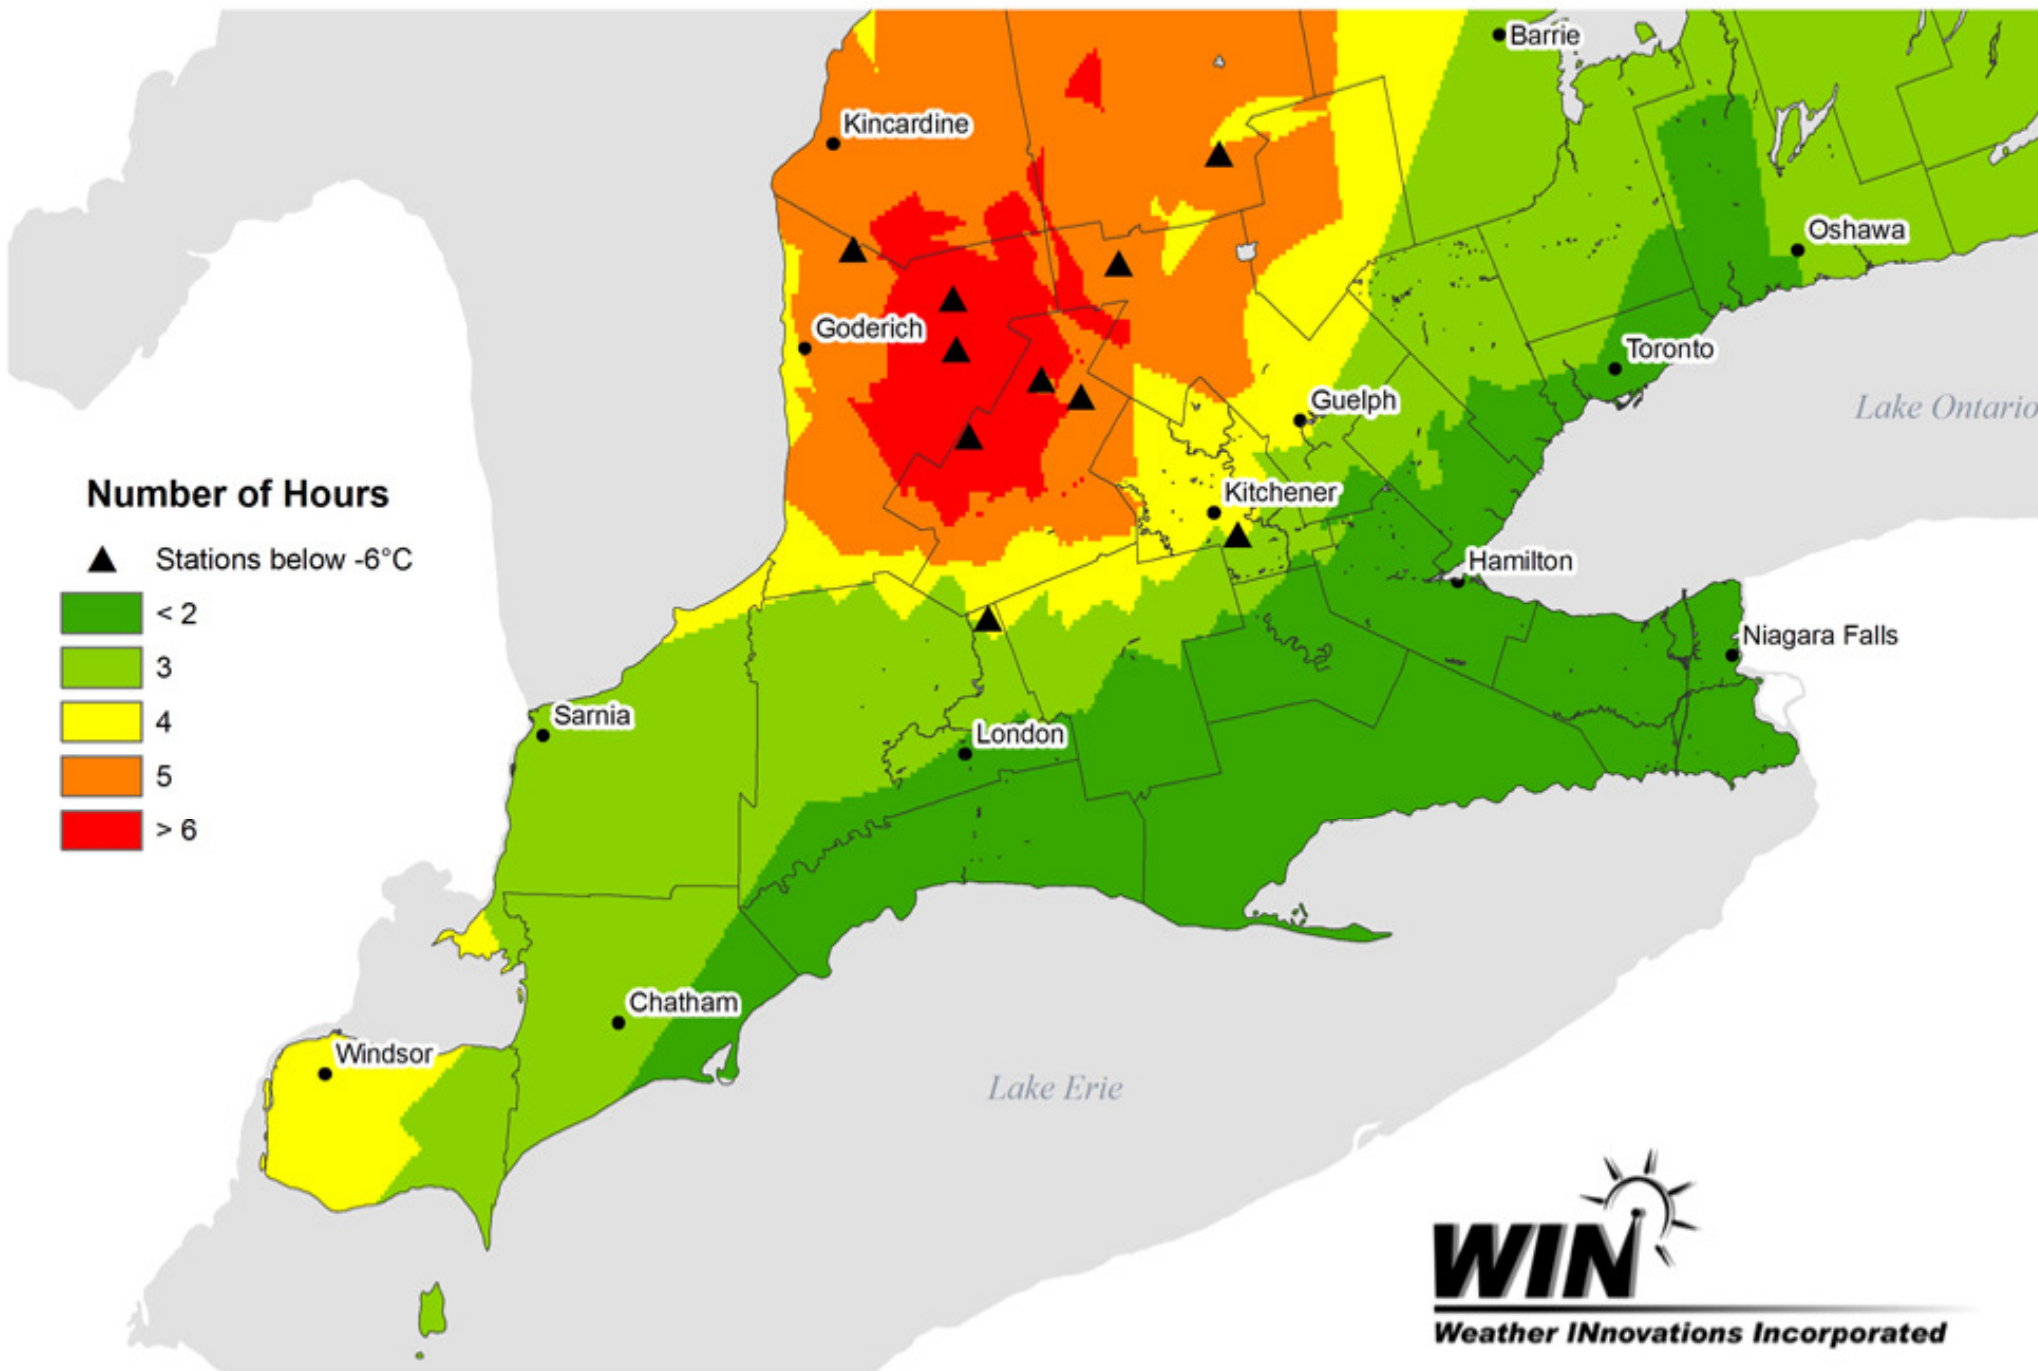 Barrie
Kincardine
Oshawa
Goderich
Toronto
Guelph
Lake Ontario
Number of Hours
Kitchener
Stations below -6°C
Hamilton
< 2
Niagara Falls
3
Sarnia
4
London
5
> 6
Chatham
Windsor
Lake Erie
WIN
Weather INnovations Incorporated